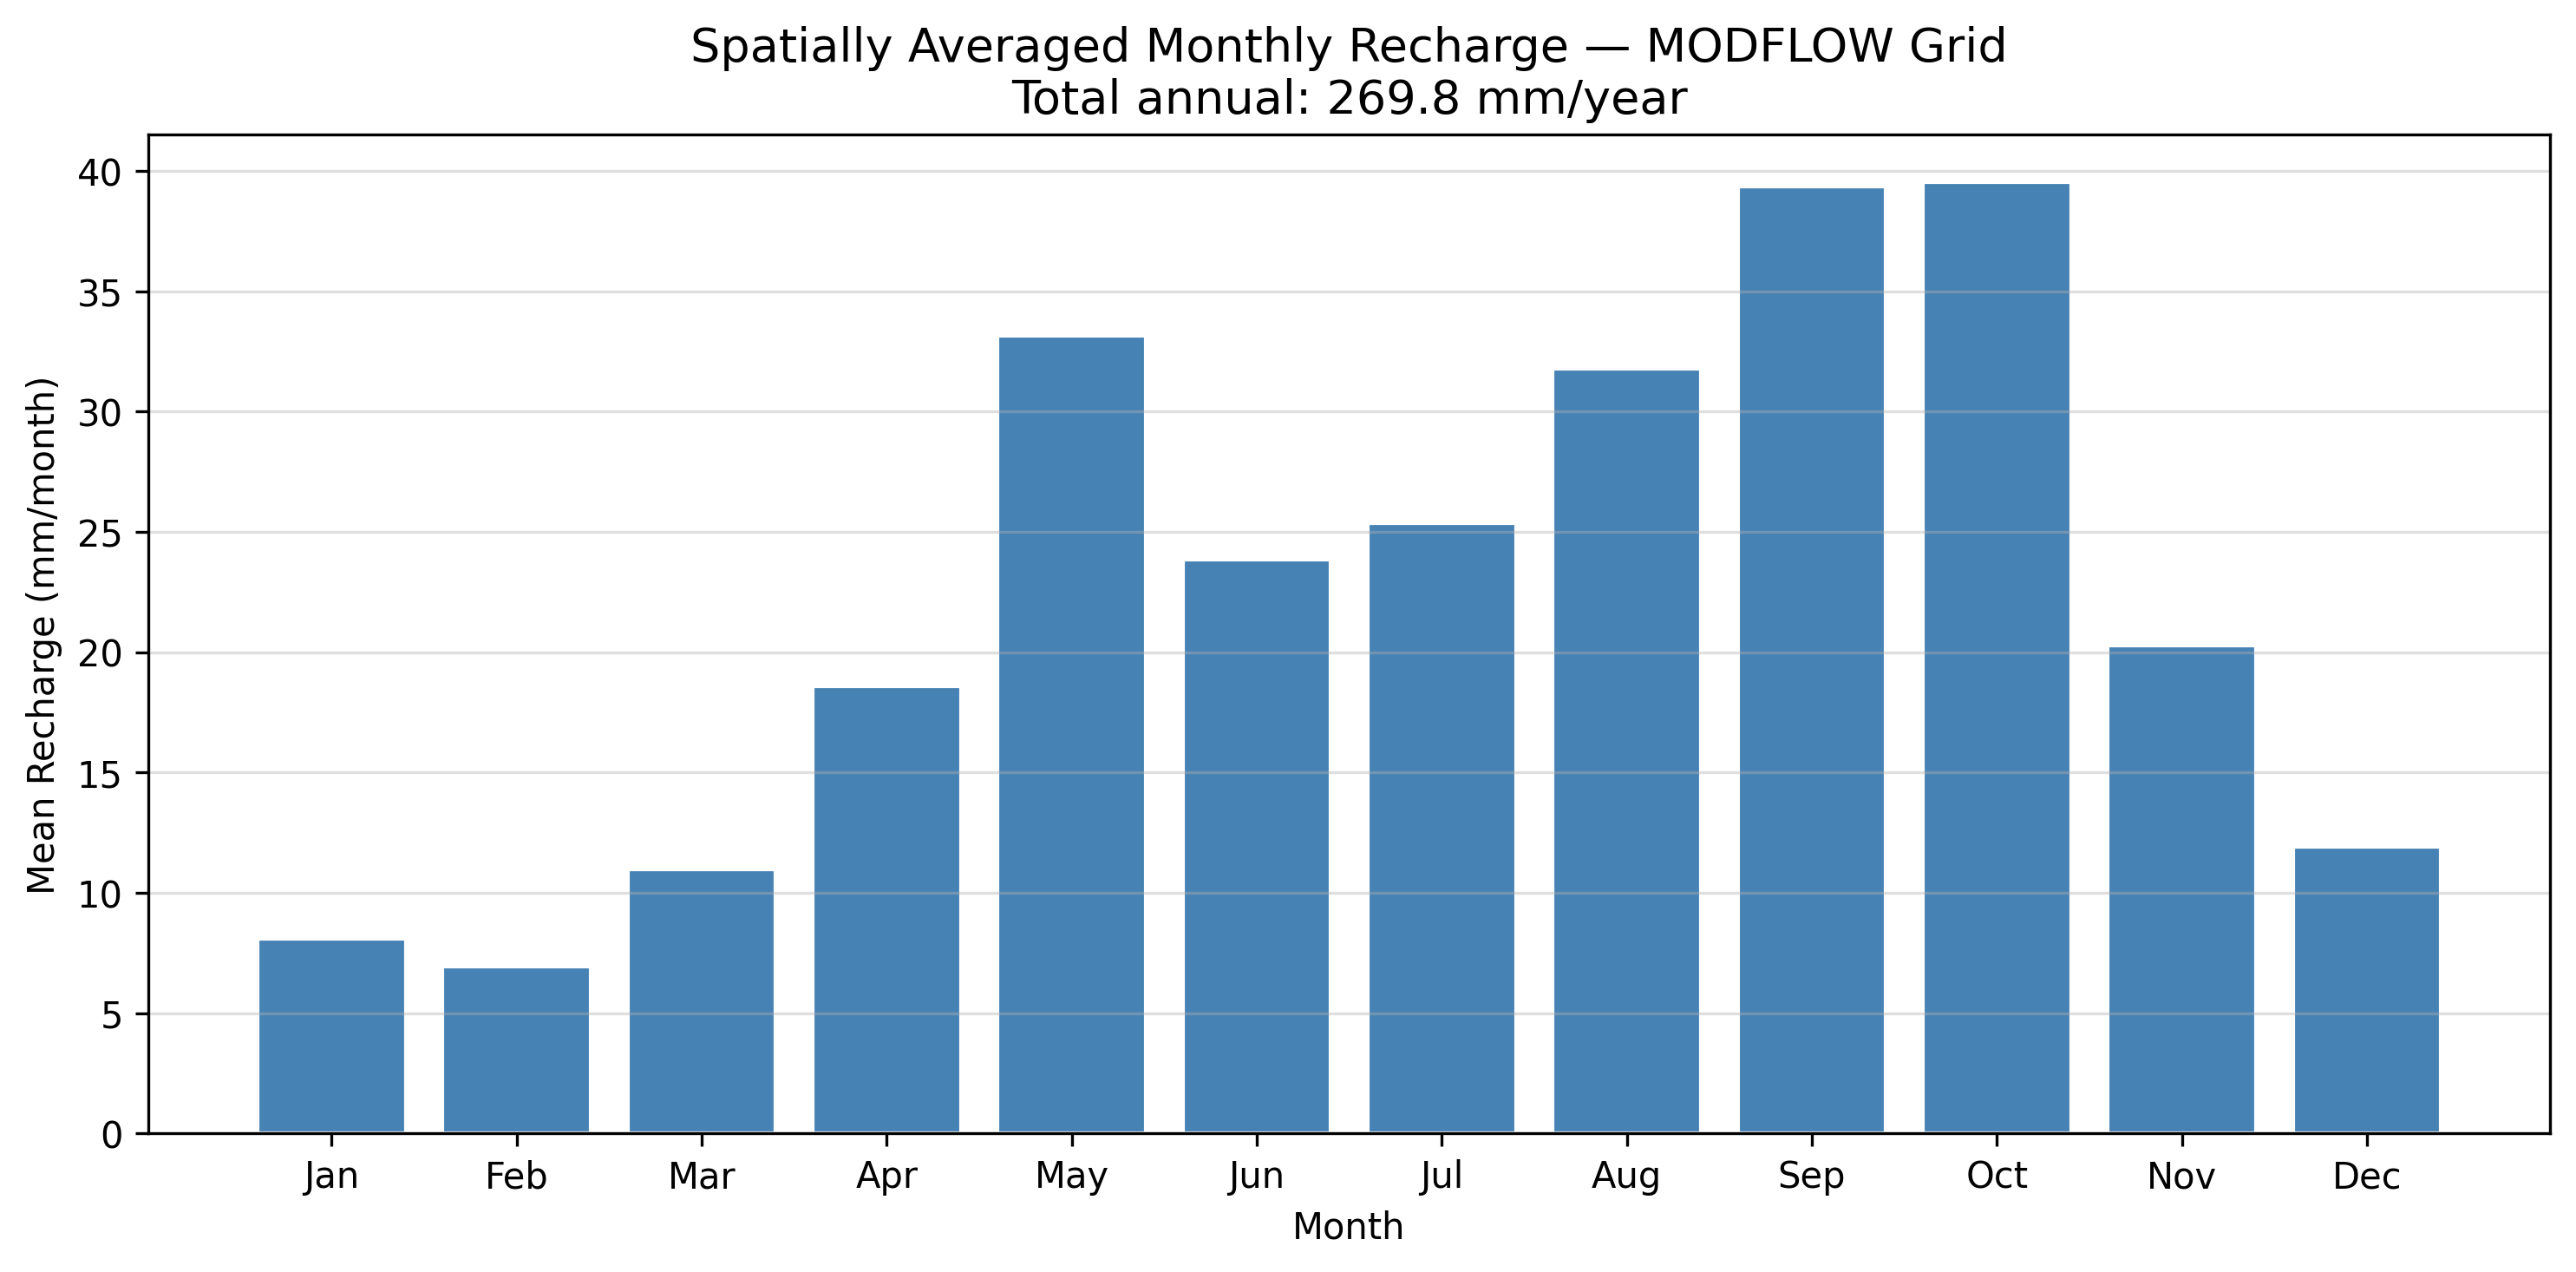 Spatially Averaged Monthly Recharge — MODFLOW Grid
Total annual: 269.8 mm/year
Mean Recharge (mm/month)
40
35
30
25
20
15
10
5
0
Jan Feb Mar Apr May Jun Jul Aug Sep Oct Nov Dec
Month